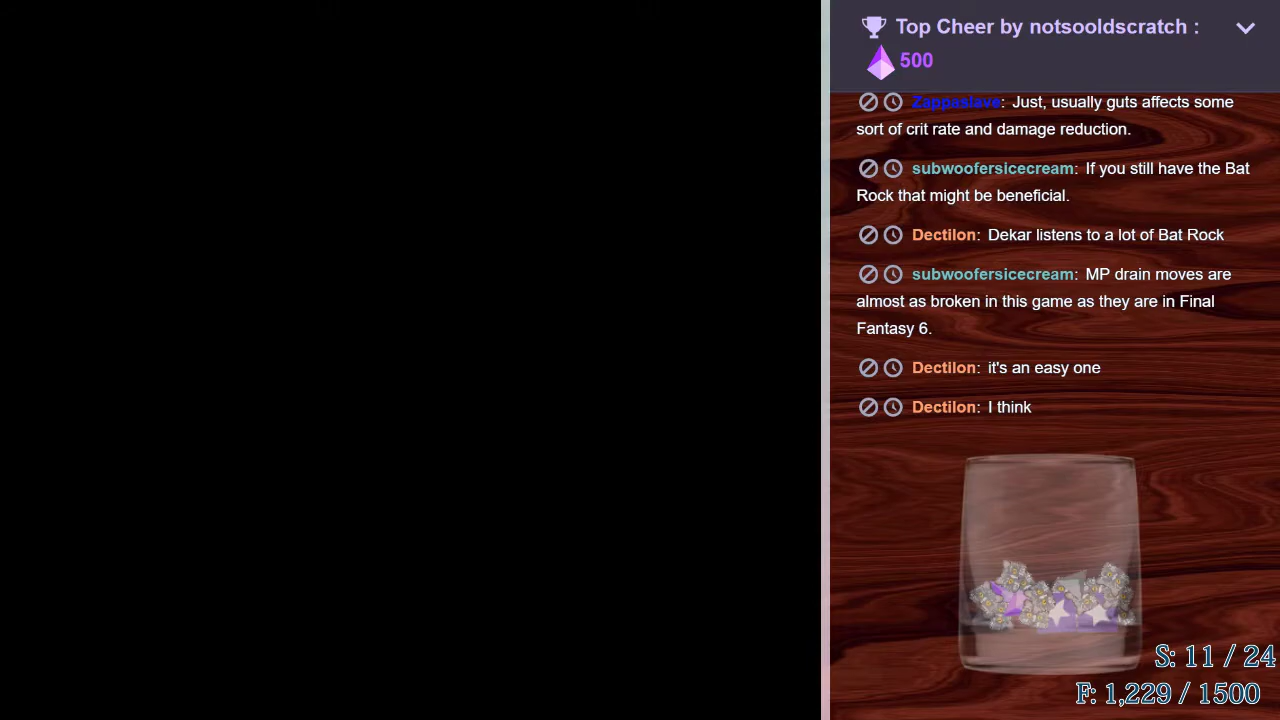 Top Cheer by notsooldscratch :
500
Zappaslave: Just, usually guts affects some
sort of crit rate and damage reduction.
subwoofersicecream: If you still have the Bat
Rock that might be beneficial.
Dectilon: Dekar listens to a lot of Bat Rock
subwoofersicecream: MP drain moves are
almost as broken in this game as they are in Final
Fantasy 6.
Dectilon: it's an easy one
Dectilon: I think
S: 11 / 24
F: 1,229 / 1500